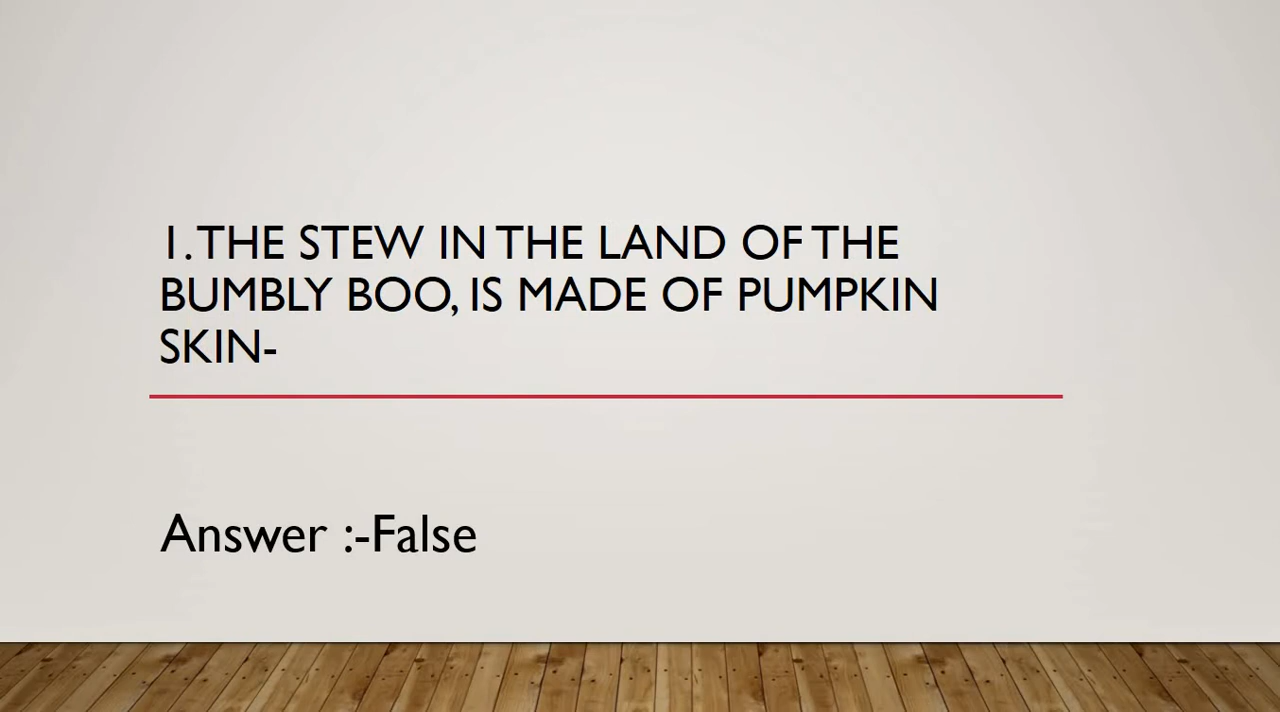 1. THE STEW IN THE LAND OF THE
BUMBLY BOO, IS MADE OF PUMPKIN
SKIN-
Answer :-False